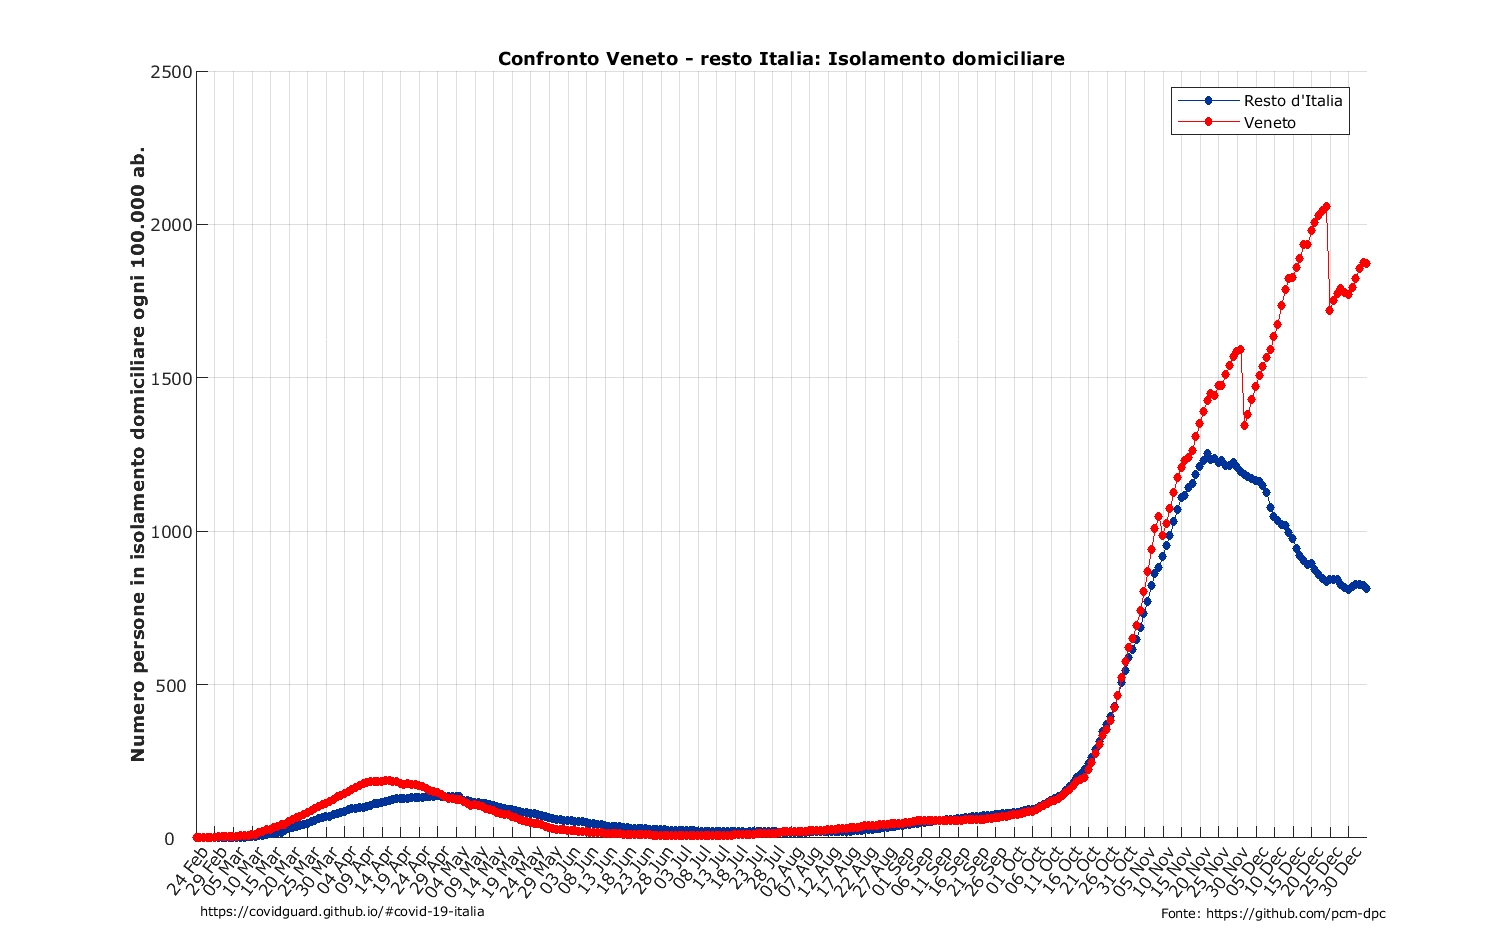 Confronto Veneto - resto Italia: Isolamento domiciliare
Numero persone in isolamento domiciliare ogni 100.000 ab.
2500
2000
1500
1000
500
0
Resto d'Italia
Veneto
24 Feb
29 Feb
05 Mar
10 Mar
15 Mar
20 Mar
25 Mar
30 Mar
04 Apr
09 Apr
14 Apr
19 Apr
24 Apr
29 Apr
04 May
09 May
14 May
19 May
24 May
29 May
03 Jun
08 Jun
13 Jun
18 Jun
23 Jun
28 Jun
03 Jul
08 Jul
13 Jul
18 Jul
23 Jul
28 Jul
02 Aug
07 Aug
12 Aug
17 Aug
22 Aug
27 Aug
01 Sep
06 Sep
11 Sep
16 Sep
21 Sep
26 Sep
01 Oct
06 Oct
11 Oct
16 Oct
21 Oct
26 Oct
31 Oct
05 Nov
10 Nov
15 Nov
20 Nov
25 Nov
30 Nov
05 Dec
10 Dec
15 Dec
20 Dec
25 Dec
30 Dec
https://covidguard.github.io/#covid-19-italia
Fonte: https://github.com/pcm-dpc